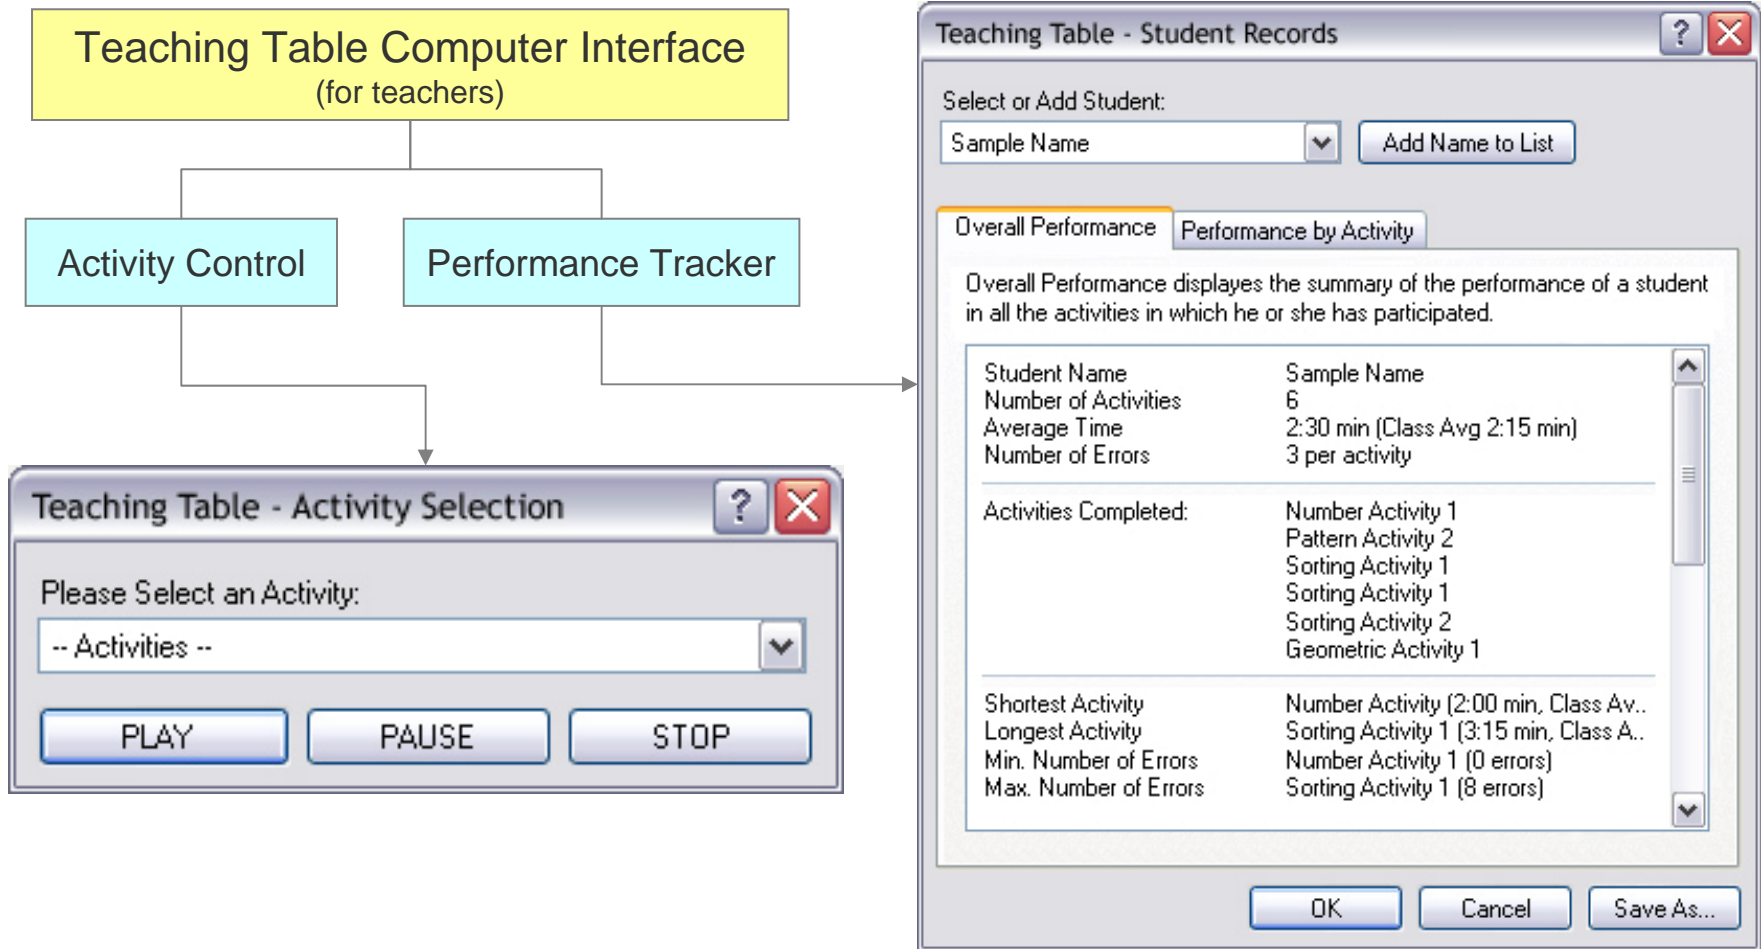 Teaching Table Computer Interface
(for teachers)
Activity Control
Performance Tracker
Teaching Table - Activity Selection
Please Select an Activity:
-- Activities --
PLAY
PAUSE
STOP
Teaching Table - Student Records
Select or Add Student:
Sample Name
Add Name to List
Overall Performance
Performance by Activity
Overall Performance displayes the summary of the performance of a student
in all the activities in which he or she has participated.
Student Name Sample Name
Number of Activities 6
Average Time 2:30 min (Class Avg 2:15 min)
Number of Errors 3 per activity
Activities Completed: Number Activity 1
Pattern Activity 2
Sorting Activity 1
Sorting Activity 1
Sorting Activity 2
Geometric Activity 1
Shortest Activity Number Activity (2:00 min, Class Av..
Longest Activity Sorting Activity 1 (3:15 min, Class A..
Min. Number of Errors Number Activity 1 (0 errors)
Max. Number of Errors Sorting Activity 1 (8 errors)
OK
Cancel
Save As...